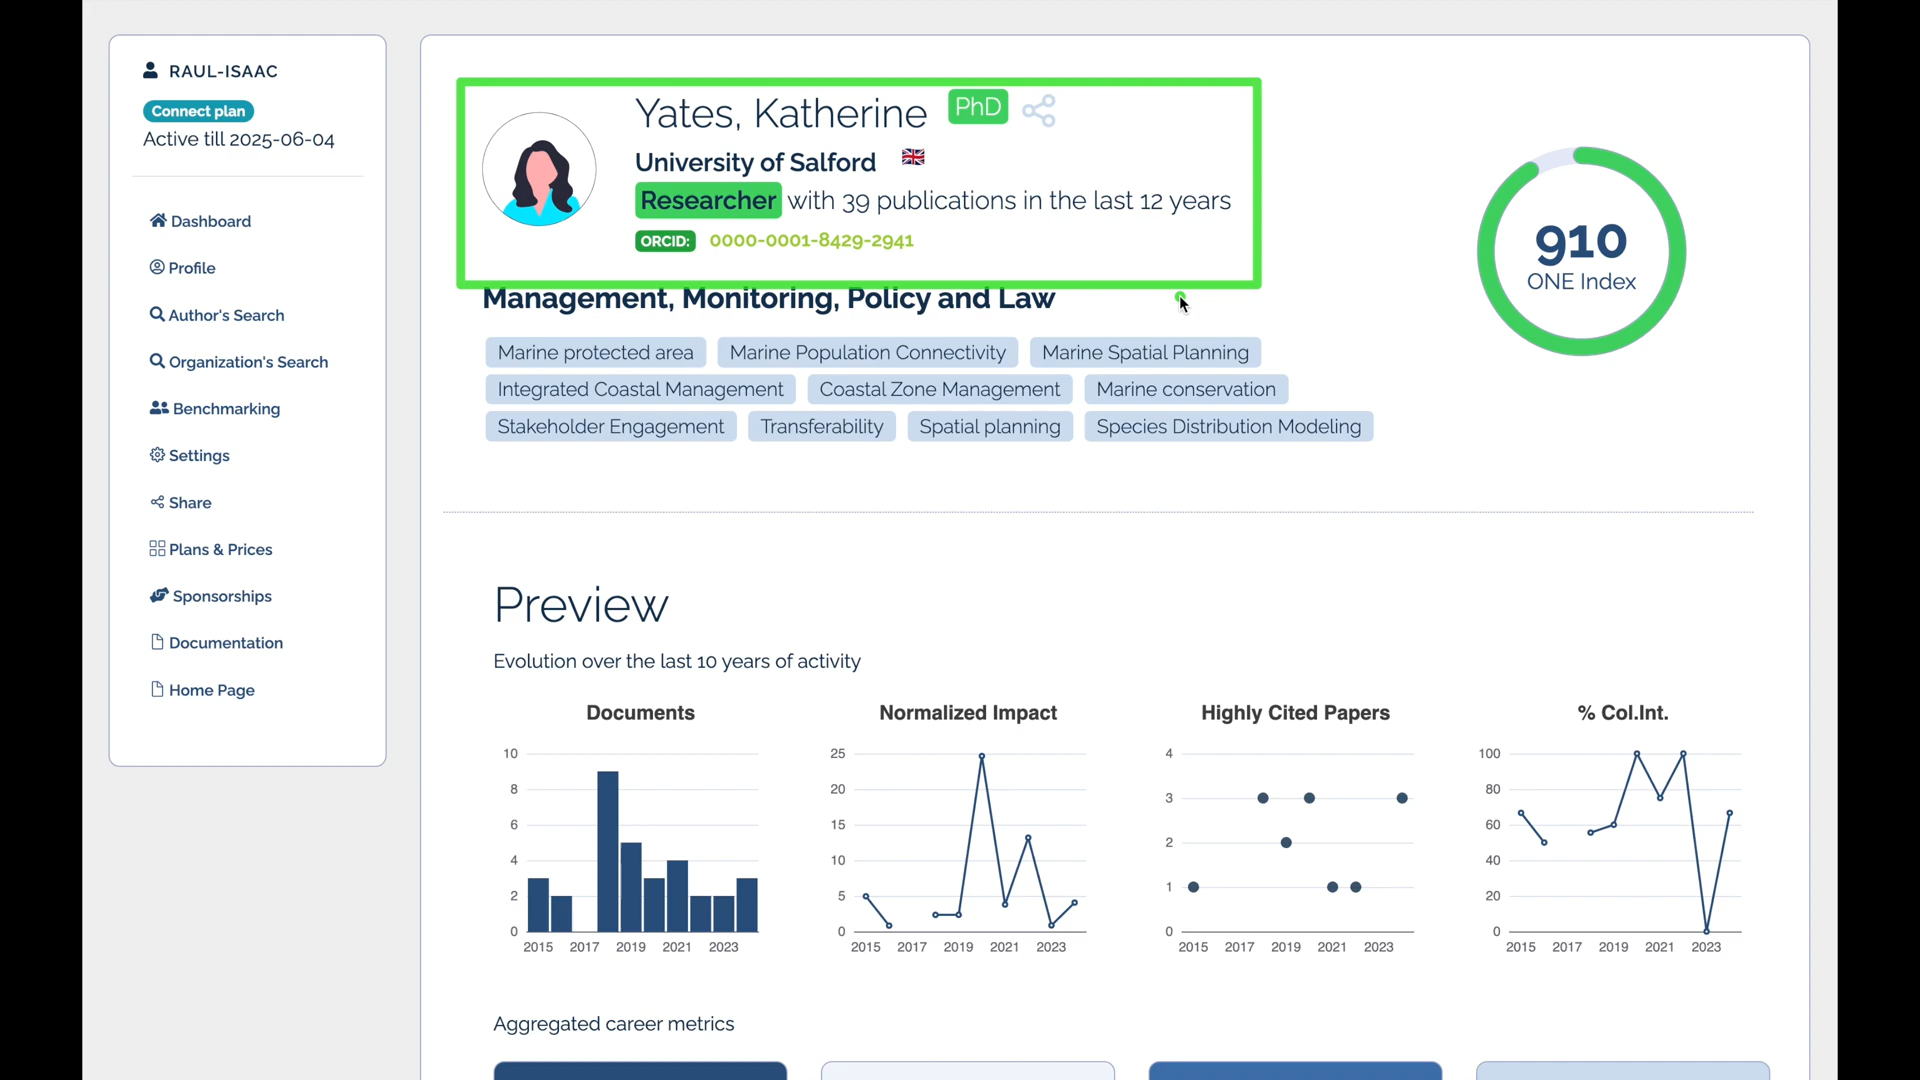 RAUL-ISAAC
Connect plan
Active till 2025-06-04
Dashboard
Profile
Author's Search
Organization's Search
Benchmarking
Settings
Share
Plans & Prices
Sponsorships
Documentation
Home Page
Yates, Katherine PhD
University of Salford
Researcher with 39 publications in the last 12 years
ORCID: 0000-0001-8429-2941
910
ONE Index
Management, Monitoring, Policy and Law
Marine protected area Marine Population Connectivity Marine Spatial Planning
Integrated Coastal Management Coastal Zone Management Marine conservation
Stakeholder Engagement Transferability Spatial planning Species Distribution Modeling
Preview
Evolution over the last 10 years of activity
Documents
10
8
6
4
2
0
2015 2017 2019 2021 2023
Normalized Impact
25
20
15
10
5
0
2015 2017 2019 2021 2023
Highly Cited Papers
4
3
2
1
0
2015 2017 2019 2021 2023
% Col.Int.
100
80
60
40
20
0
2015 2017 2019 2021 2023
Aggregated career metrics